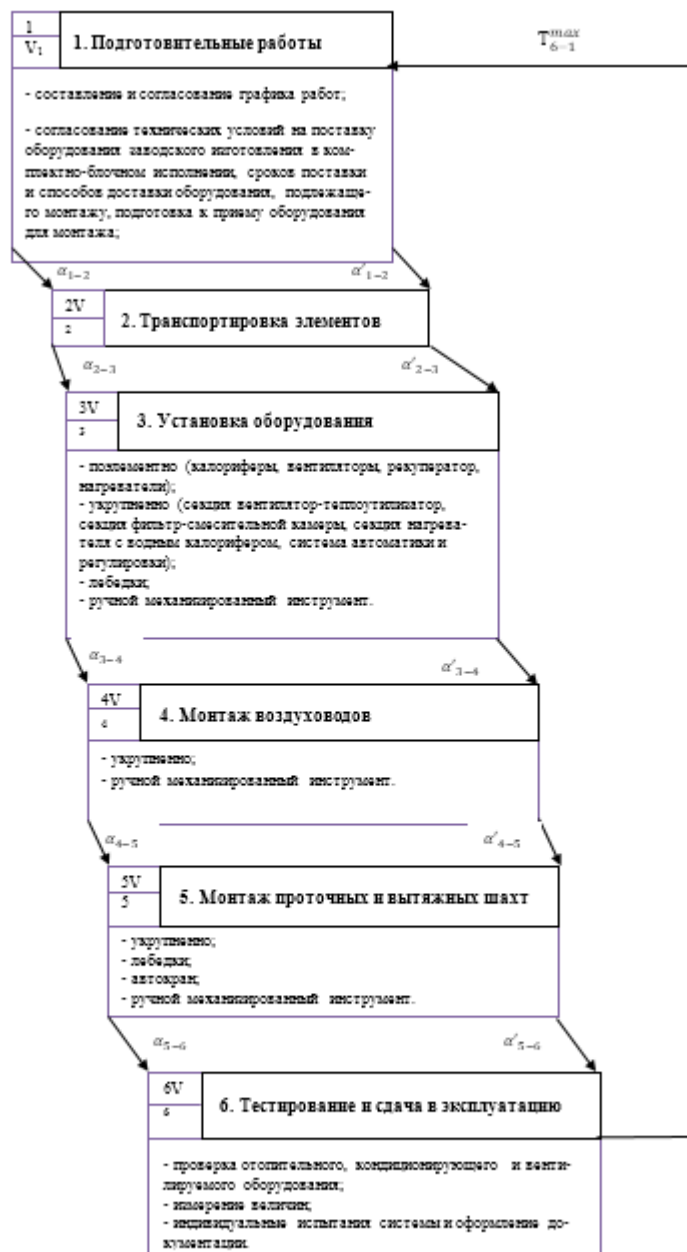 1
V₁
1. Подготовительные работы
T₆₋₁ᵐᵃˣ
- составление и согласование графика работ;
- согласование технических условий на поставку
оборудования заводского изготовления в ком-
плектно-блочном исполнении, сроков поставки
и способов доставки оборудования, подлежаще-
го монтажу, подготовка к приему оборудования
для монтажа;
α₁₋₂
α′₁₋₂
2V
2
2. Транспортировка элементов
α₂₋₃
α′₂₋₃
3V
3
3. Установка оборудования
- поэлементно (калориферы, вентиляторы, рекуператор,
нагреватели);
- укрупненно (секция вентилятор-теплоутилизатор,
секция фильтр-смесительной камеры, секция нагрева-
теля с водным калорифером, система автоматики и
регулировки);
- лебедки;
- ручной механизированный инструмент.
α₃₋₄
α′₃₋₄
4V
4
4. Монтаж воздуховодов
- укрупненно;
- ручной механизированный инструмент.
α₄₋₅
α′₄₋₅
5V
5
5. Монтаж проточных и вытяжных шахт
- укрупненно;
- лебедки;
- автокран;
- ручной механизированный инструмент.
α₅₋₆
α′₅₋₆
6V
6
6. Тестирование и сдача в эксплуатацию
- проверка отопительного, кондиционирующего и венти-
лируемого оборудования;
- измерение величин;
- индивидуальные испытания системы и оформление до-
кументации.